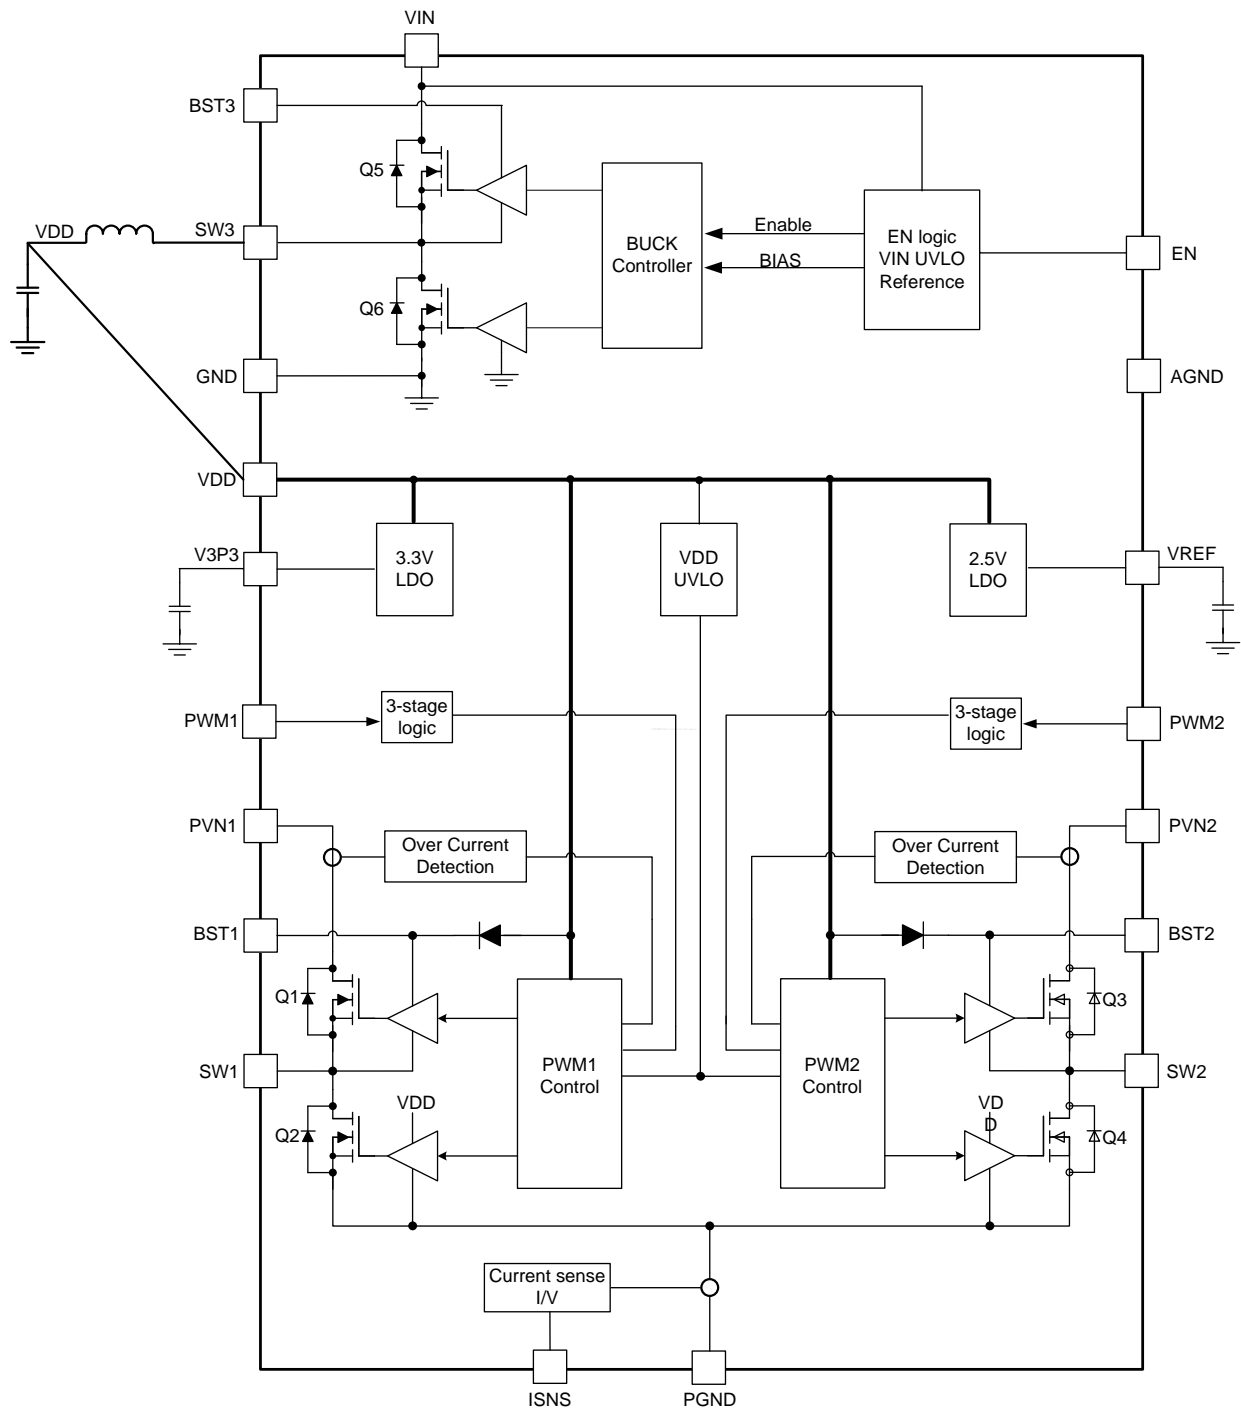 VIN
BST3
Q5
VDD
SW3
Enable
BUCK
Controller
BIAS
EN logic
VIN UVLO
Reference
EN
Q6
GND
AGND
VDD
V3P3
3.3V
LDO
VDD
UVLO
2.5V
LDO
VREF
PWM1
3-stage
logic
3-stage
logic
PWM2
PVN1
Over Current
Detection
Over Current
Detection
PVN2
BST1
BST2
Q1
Q3
SW1
PWM1
Control
PWM2
Control
SW2
VDD
VD
D
Q2
Q4
Current sense
I/V
ISNS
PGND